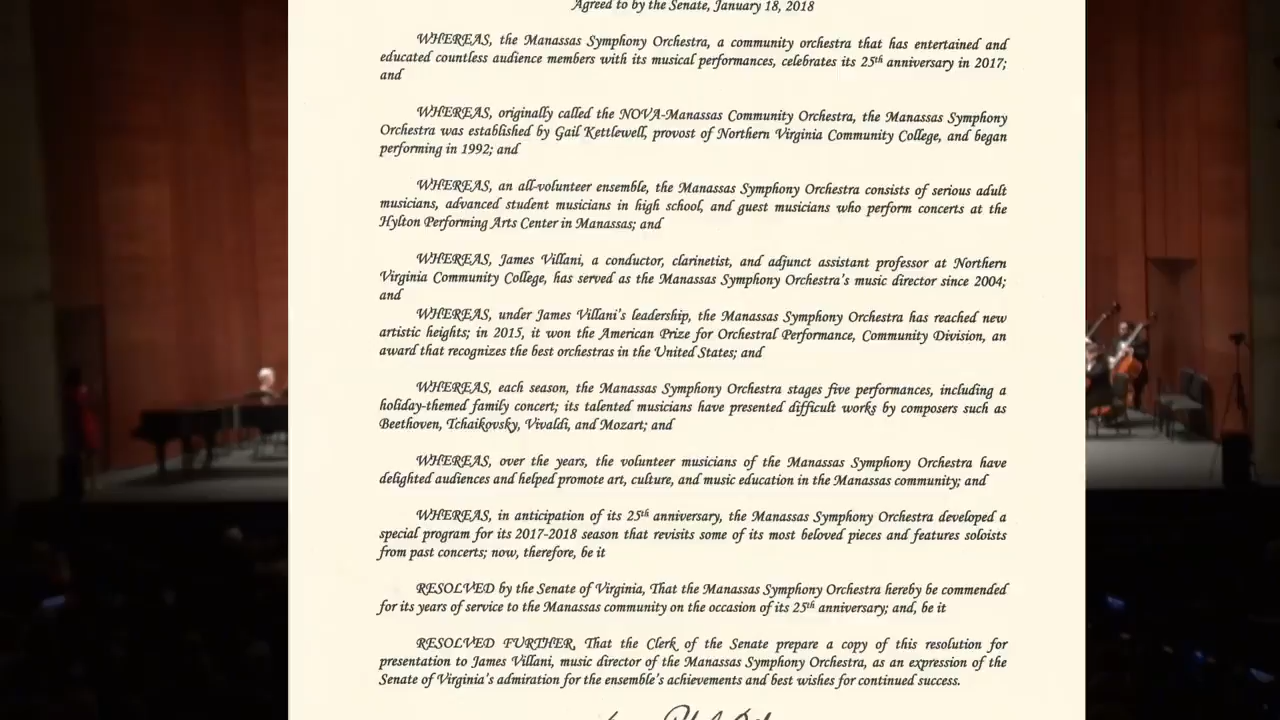 Agreed to by the Senate, January 18, 2018
WHEREAS, the Manassas Symphony Orchestra, a community orchestra that has entertained and
educated countless audience members with its musical performances, celebrates its 25th anniversary in 2017;
and
WHEREAS, originally called the NOVA-Manassas Community Orchestra, the Manassas Symphony
Orchestra was established by Gail Kettlewell, provost of Northern Virginia Community College, and began
performing in 1992; and
WHEREAS, an all-volunteer ensemble, the Manassas Symphony Orchestra consists of serious adult
musicians, advanced student musicians in high school, and guest musicians who perform concerts at the
Hylton Performing Arts Center in Manassas; and
WHEREAS, James Villani, a conductor, clarinetist, and adjunct assistant professor at Northern
Virginia Community College, has served as the Manassas Symphony Orchestra's music director since 2004;
and
WHEREAS, under James Villani's leadership, the Manassas Symphony Orchestra has reached new
artistic heights; in 2015, it won the American Prize for Orchestral Performance, Community Division, an
award that recognizes the best orchestras in the United States; and
WHEREAS, each season, the Manassas Symphony Orchestra stages five performances, including a
holiday-themed family concert; its talented musicians have presented difficult works by composers such as
Beethoven, Tchaikovsky, Vivaldi, and Mozart; and
WHEREAS, over the years, the volunteer musicians of the Manassas Symphony Orchestra have
delighted audiences and helped promote art, culture, and music education in the Manassas community; and
WHEREAS, in anticipation of its 25th anniversary, the Manassas Symphony Orchestra developed a
special program for its 2017-2018 season that revisits some of its most beloved pieces and features soloists
from past concerts; now, therefore, be it
RESOLVED by the Senate of Virginia, That the Manassas Symphony Orchestra hereby be commended
for its years of service to the Manassas community on the occasion of its 25th anniversary; and, be it
RESOLVED FURTHER, That the Clerk of the Senate prepare a copy of this resolution for
presentation to James Villani, music director of the Manassas Symphony Orchestra, as an expression of the
Senate of Virginia's admiration for the ensemble's achievements and best wishes for continued success.